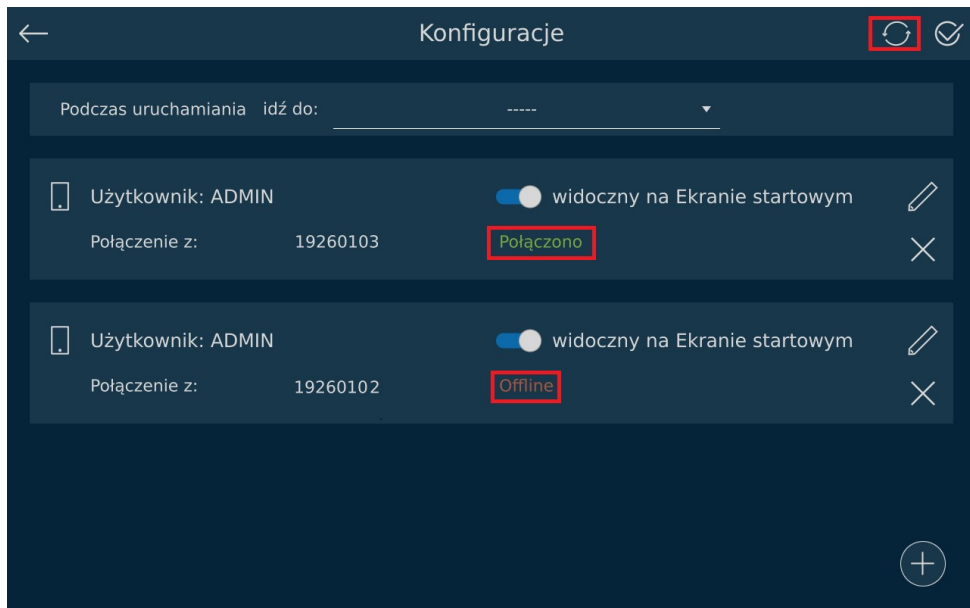 Konfiguracje
Podczas uruchamiania idź do: -----
Użytkownik: ADMIN widoczny na Ekranie startowym
Połączenie z: 19260103 Połączono
Użytkownik: ADMIN widoczny na Ekranie startowym
Połączenie z: 19260102 Offline